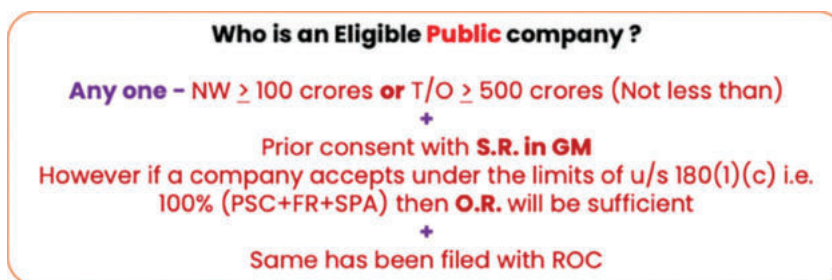 Who is an Eligible Public company ?
Any one - NW ≥ 100 crores or T/O ≥ 500 crores (Not less than)
+
Prior consent with S.R. in GM
However if a company accepts under the limits of u/s 180(1)(c) i.e.
100% (PSC+FR+SPA) then O.R. will be sufficient
+
Same has been filed with ROC